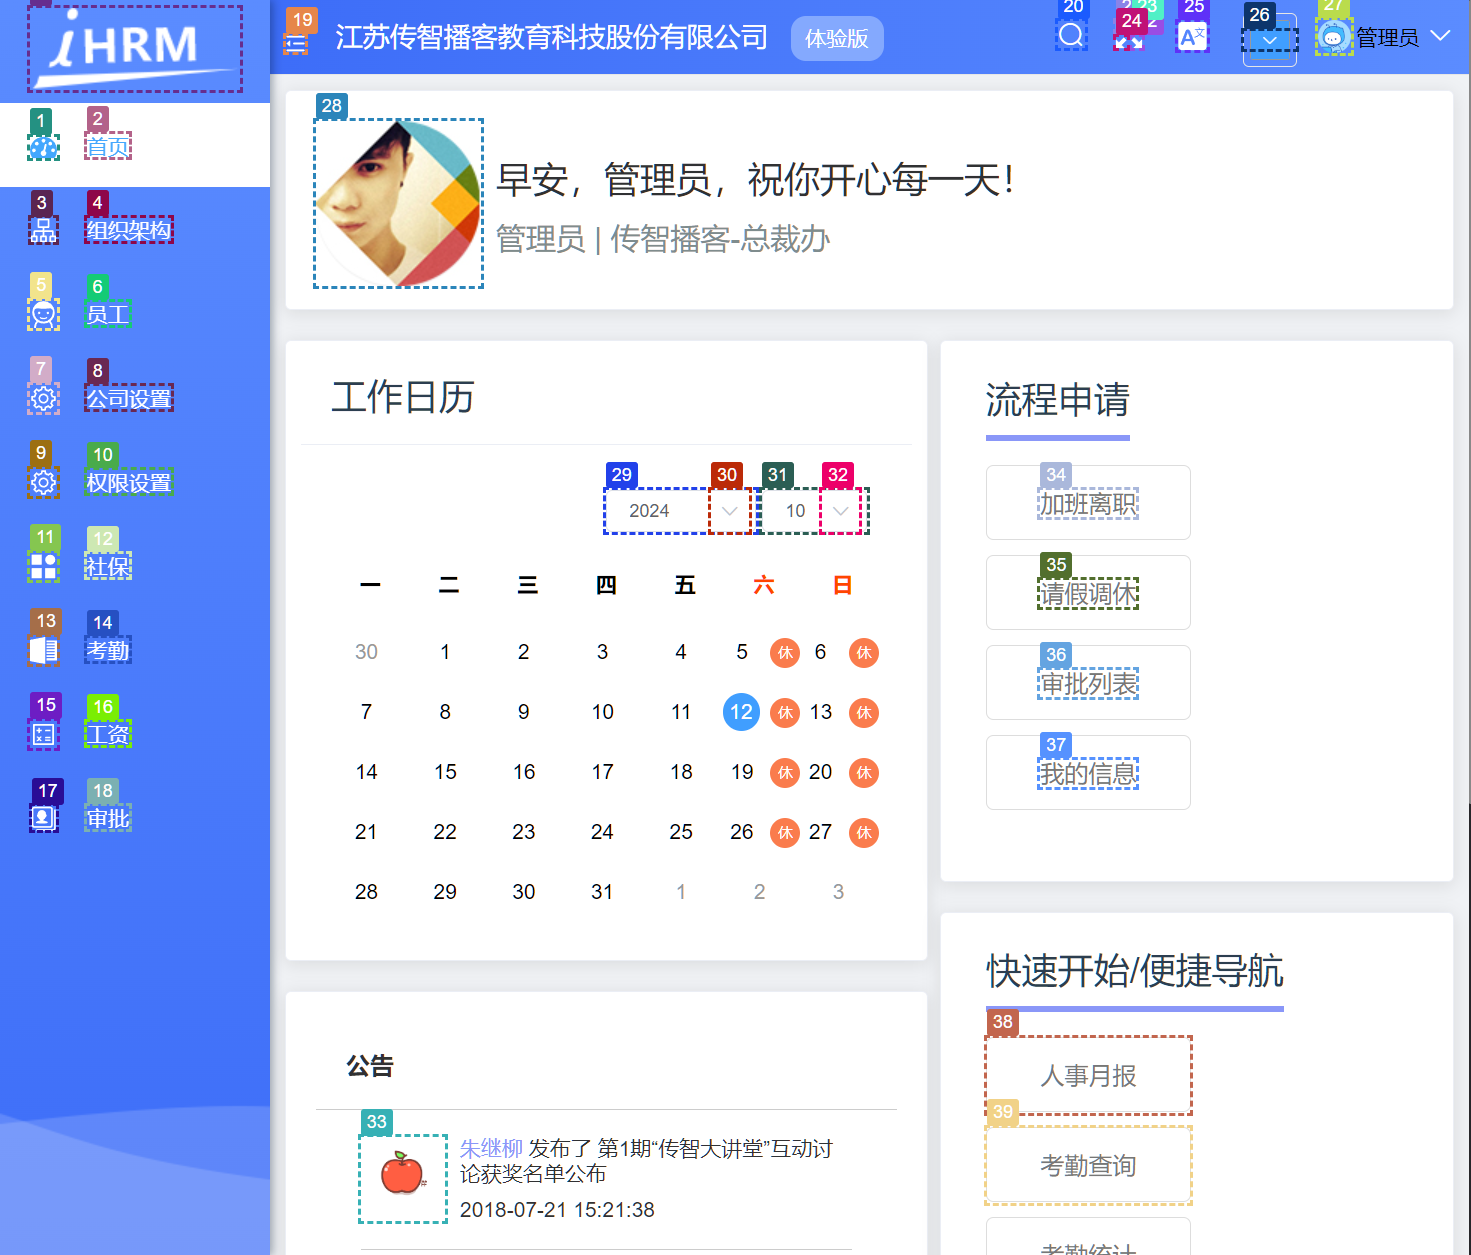 iHRM
19
江苏传智播客教育科技股份有限公司
体验版
20
23
24
25
26
27
管理员
1
2
首页
3
4
组织架构
5
6
员工
7
8
公司设置
9
10
权限设置
11
12
社保
13
14
考勤
15
16
工资
17
18
审批
28
早安，管理员，祝你开心每一天！
管理员 | 传智播客-总裁办
工作日历
29 30 31 32
2024 10
一 二 三 四 五 六 日
30 1 2 3 4 5 休 6 休
7 8 9 10 11 12 休 13 休
14 15 16 17 18 19 休 20 休
21 22 23 24 25 26 休 27 休
28 29 30 31 1 2 3
流程申请
34
加班离职
35
请假调休
36
审批列表
37
我的信息
公告
33
朱继柳 发布了 第1期“传智大讲堂”互动讨
论获奖名单公布
2018-07-21 15:21:38
快速开始/便捷导航
38
人事月报
39
考勤查询
考勤统计